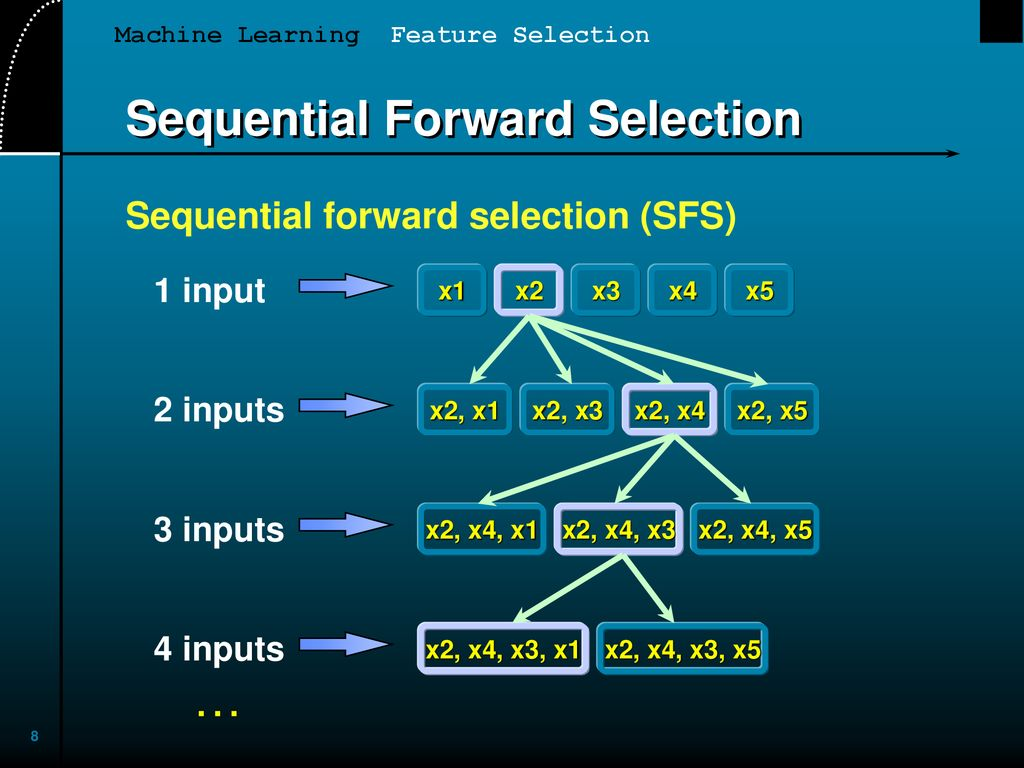 Machine Learning Feature Selection
Sequential Forward Selection
Sequential forward selection (SFS)
1 input x1 x2 x3 x4 x5
2 inputs x2, x1 x2, x3 x2, x4 x2, x5
3 inputs x2, x4, x1 x2, x4, x3 x2, x4, x5
4 inputs x2, x4, x3, x1 x2, x4, x3, x5
. . .
8